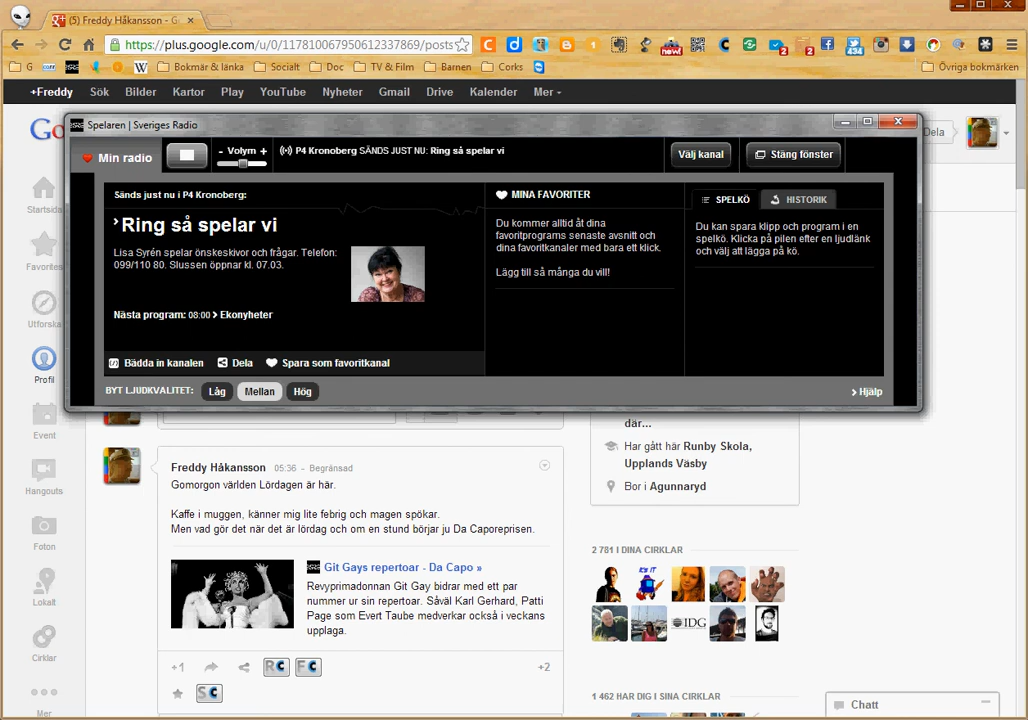 (5) Freddy Håkansson - G
https://plus.google.com/u/0/117810067950612337869/posts
now!
2
2
434
G
Bokmär & länka
Socialt
Doc
TV & Film
Barnen
Corks
Övriga bokmärken
+Freddy
Sök
Bilder
Kartor
Play
YouTube
Nyheter
Gmail
Drive
Kalender
Mer
Go
Dela
Spelaren | Sveriges Radio
Min radio
- Volym +
P4 Kronoberg SÄNDS JUST NU: Ring så spelar vi
Välj kanal
Stäng fönster
Sänds just nu i P4 Kronoberg:
Ring så spelar vi
Lisa Syrén spelar önskeskivor och frågar. Telefon:
099/110 80. Slussen öppnar kl. 07.03.
Nästa program: 08:00 > Ekonyheter
Bädda in kanalen
Dela
Spara som favoritkanal
MINA FAVORITER
Du kommer alltid åt dina
favoritprograms senaste avsnitt och
dina favoritkanaler med bara ett klick.
Lägg till så många du vill!
SPELKÖ
HISTORIK
Du kan spara klipp och program i en
spelkö. Klicka på pilen efter en ljudlänk
och välj att lägga på kö.
BYT LJUDKVALITET:
Låg
Mellan
Hög
Hjälp
Startsida
Favoriter
Utforska
Profil
Event
Hangouts
Foton
Lokalt
Cirklar
Mer
Freddy Håkansson 05:36 - Begränsad
Gomorgon världen Lördagen är här.
Kaffe i muggen, känner mig lite febrig och magen spökar.
Men vad gör det när det är lördag och om en stund börjar ju Da Caporeprisen.
Git Gays repertoar - Da Capo »
Revyprimadonnan Git Gay bidrar med ett par
nummer ur sin repertoar. Såväl Karl Gerhard, Patti
Page som Evert Taube medverkar också i veckans
upplaga.
+1
RC
FC
+2
SC
där...
Har gått här Runby Skola,
Upplands Väsby
Bor i Agunnaryd
2 781 I DINA CIRKLAR
IT'S IT
IDG
1 462 HAR DIG I SINA CIRKLAR
Chatt